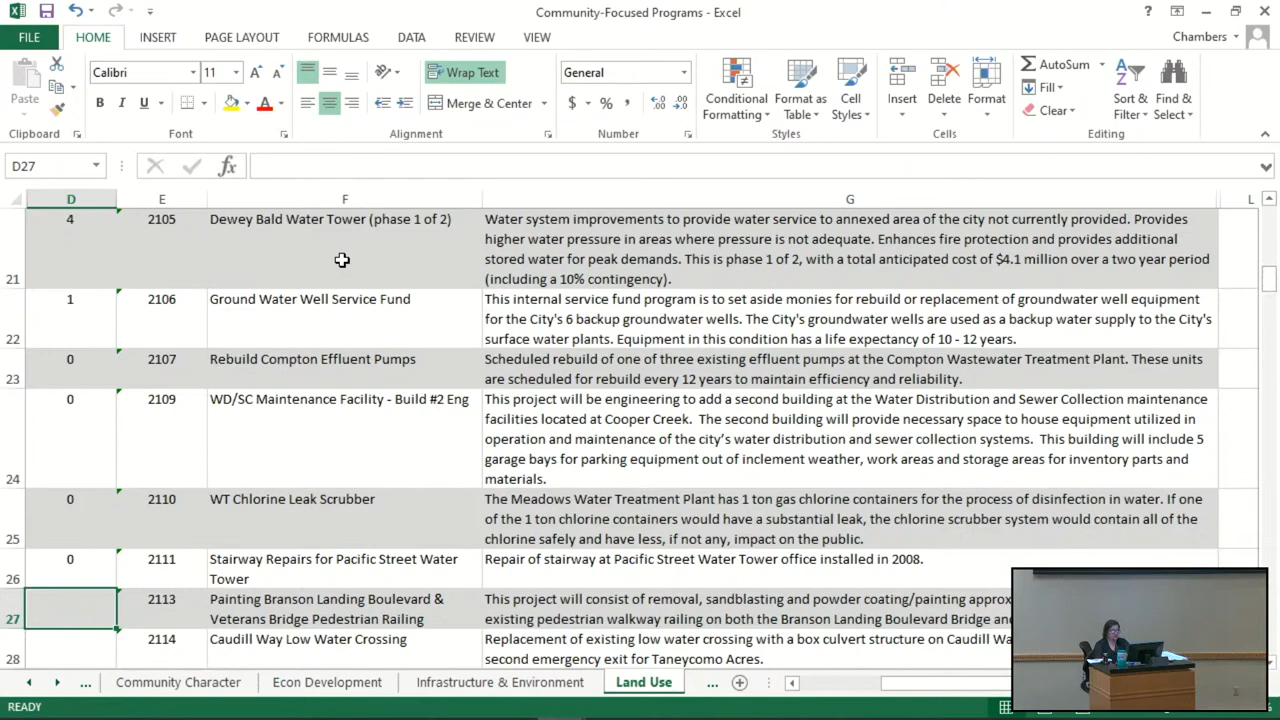 Community-Focused Programs - Excel
FILE HOME INSERT PAGE LAYOUT FORMULAS DATA REVIEW VIEW
Chambers
Paste
Calibri 11
B I U
Wrap Text
Merge & Center
General
$ % ,
Conditional Formatting
Format as Table
Cell Styles
Insert
Delete
Format
AutoSum
Fill
Clear
Sort & Filter
Find & Select
Clipboard Font Alignment Number Styles Cells Editing
D27
fx
D E F G L
21 4 2105 Dewey Bald Water Tower (phase 1 of 2) Water system improvements to provide water service to annexed area of the city not currently provided. Provides
higher water pressure in areas where pressure is not adequate. Enhances fire protection and provides additional
stored water for peak demands. This is phase 1 of 2, with a total anticipated cost of $4.1 million over a two year period
(including a 10% contingency).
22 1 2106 Ground Water Well Service Fund This internal service fund program is to set aside monies for rebuild or replacement of groundwater well equipment
for the City's 6 backup groundwater wells. The City's groundwater wells are used as a backup water supply to the City's
surface water plants. Equipment in this condition has a life expectancy of 10 - 12 years.
23 0 2107 Rebuild Compton Effluent Pumps Scheduled rebuild of one of three existing effluent pumps at the Compton Wastewater Treatment Plant. These units
are scheduled for rebuild every 12 years to maintain efficiency and reliability.
24 0 2109 WD/SC Maintenance Facility - Build #2 Eng This project will be engineering to add a second building at the Water Distribution and Sewer Collection maintenance
facilities located at Cooper Creek. The second building will provide necessary space to house equipment utilized in
operation and maintenance of the city's water distribution and sewer collection systems. This building will include 5
garage bays for parking equipment out of inclement weather, work areas and storage areas for inventory parts and
materials.
25 0 2110 WT Chlorine Leak Scrubber The Meadows Water Treatment Plant has 1 ton gas chlorine containers for the process of disinfection in water. If one
of the 1 ton chlorine containers would have a substantial leak, the chlorine scrubber system would contain all of the
chlorine safely and have less, if not any, impact on the public.
26 0 2111 Stairway Repairs for Pacific Street Water Repair of stairway at Pacific Street Water Tower office installed in 2008.
Tower
27 2113 Painting Branson Landing Boulevard & This project will consist of removal, sandblasting and powder coating/painting
Veterans Bridge Pedestrian Railing existing pedestrian walkway railing on both the Branson Landing Boulevard Bridge
28 2114 Caudill Way Low Water Crossing Replacement of existing low water crossing with a box culvert structure on Caudill
second emergency exit for Taneycomo Acres.
... Community Character Econ Development Infrastructure & Environment Land Use ...
READY